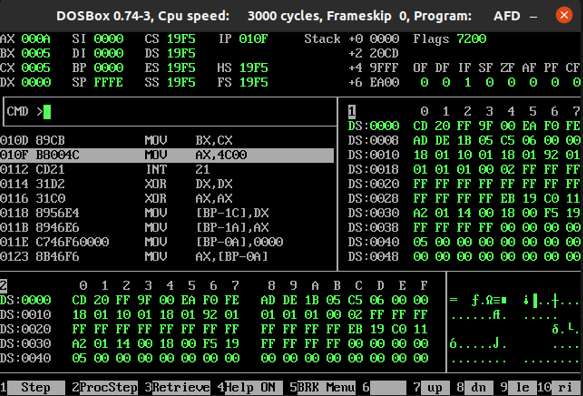 DOSBox 0.74-3, Cpu speed: 3000 cycles, Frameskip 0, Program: AFD
AX 000A SI 0000 CS 19F5 IP 010F Stack +0 0000 Flags 7200
BX 0005 DI 0000 DS 19F5 +2 20CD
CX 0005 BP 0000 ES 19F5 HS 19F5 +4 9FFF OF DF IF SF ZF AF PF CF
DX 0000 SP FFFE SS 19F5 FS 19F5 +6 EA00 0 0 1 0 0 0 0 0
CMD >
1 0 1 2 3 4 5 6 7
DS:0000 CD 20 FF 9F 00 EA F0 FE
DS:0008 AD DE 1B 05 C5 06 00 00
DS:0010 18 01 10 01 18 01 92 01
DS:0018 01 01 01 00 02 FF FF FF
DS:0020 FF FF FF FF FF FF FF FF
DS:0028 FF FF FF FF EB 19 C0 11
DS:0030 A2 01 14 00 18 00 F5 19
DS:0038 FF FF FF FF 00 00 00 00
DS:0040 05 00 00 00 00 00 00 00
DS:0048 00 00 00 00 00 00 00 00
010D 89CB MOV BX,CX
010F B8004C MOV AX,4C00
0112 CD21 INT 21
0114 31D2 XOR DX,DX
0116 31C0 XOR AX,AX
0118 8956E4 MOV [BP-1C],DX
011B 8946E6 MOV [BP-1A],AX
011E C746F60000 MOV [BP-0A],0000
0123 8B46F6 MOV AX,[BP-0A]
2 0 1 2 3 4 5 6 7 8 9 A B C D E F
DS:0000 CD 20 FF 9F 00 EA F0 FE AD DE 1B 05 C5 06 00 00
DS:0010 18 01 10 01 18 01 92 01 01 01 01 00 02 FF FF FF
DS:0020 FF FF FF FF FF FF FF FF FF FF FF FF EB 19 C0 11
DS:0030 A2 01 14 00 18 00 F5 19 FF FF FF FF 00 00 00 00
DS:0040 05 00 00 00 00 00 00 00 00 00 00 00 00 00 00 00
1 Step 2ProcStep 3Retrieve 4Help ON 5BRK Menu 6 7 up 8 dn 9 le 10 ri